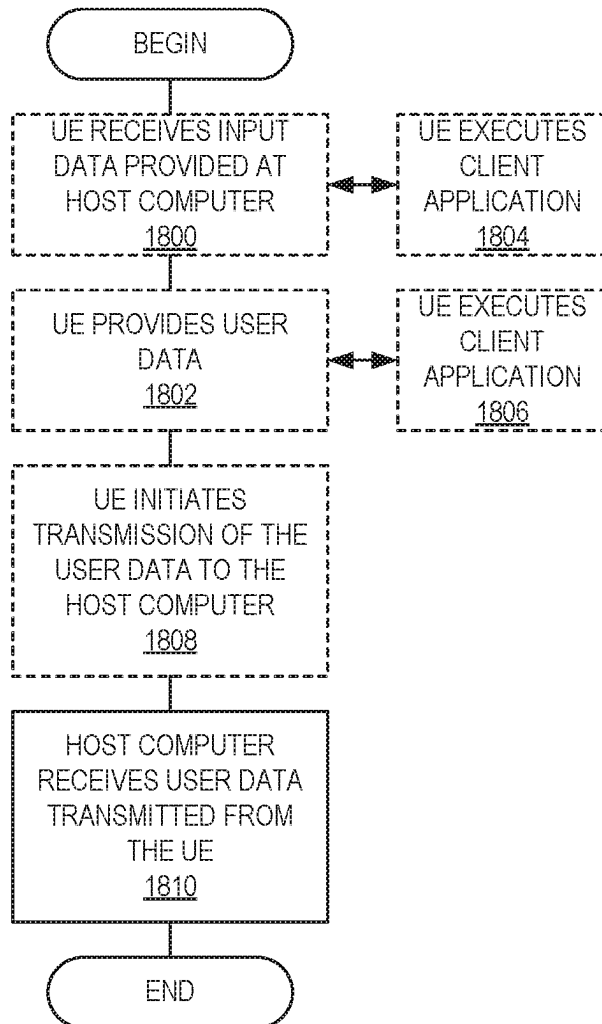 BEGIN
UE RECEIVES INPUT
DATA PROVIDED AT
HOST COMPUTER
1800
UE EXECUTES
CLIENT
APPLICATION
1804
UE PROVIDES USER
DATA
1802
UE EXECUTES
CLIENT
APPLICATION
1806
UE INITIATES
TRANSMISSION OF THE
USER DATA TO THE
HOST COMPUTER
1808
HOST COMPUTER
RECEIVES USER DATA
TRANSMITTED FROM
THE UE
1810
END